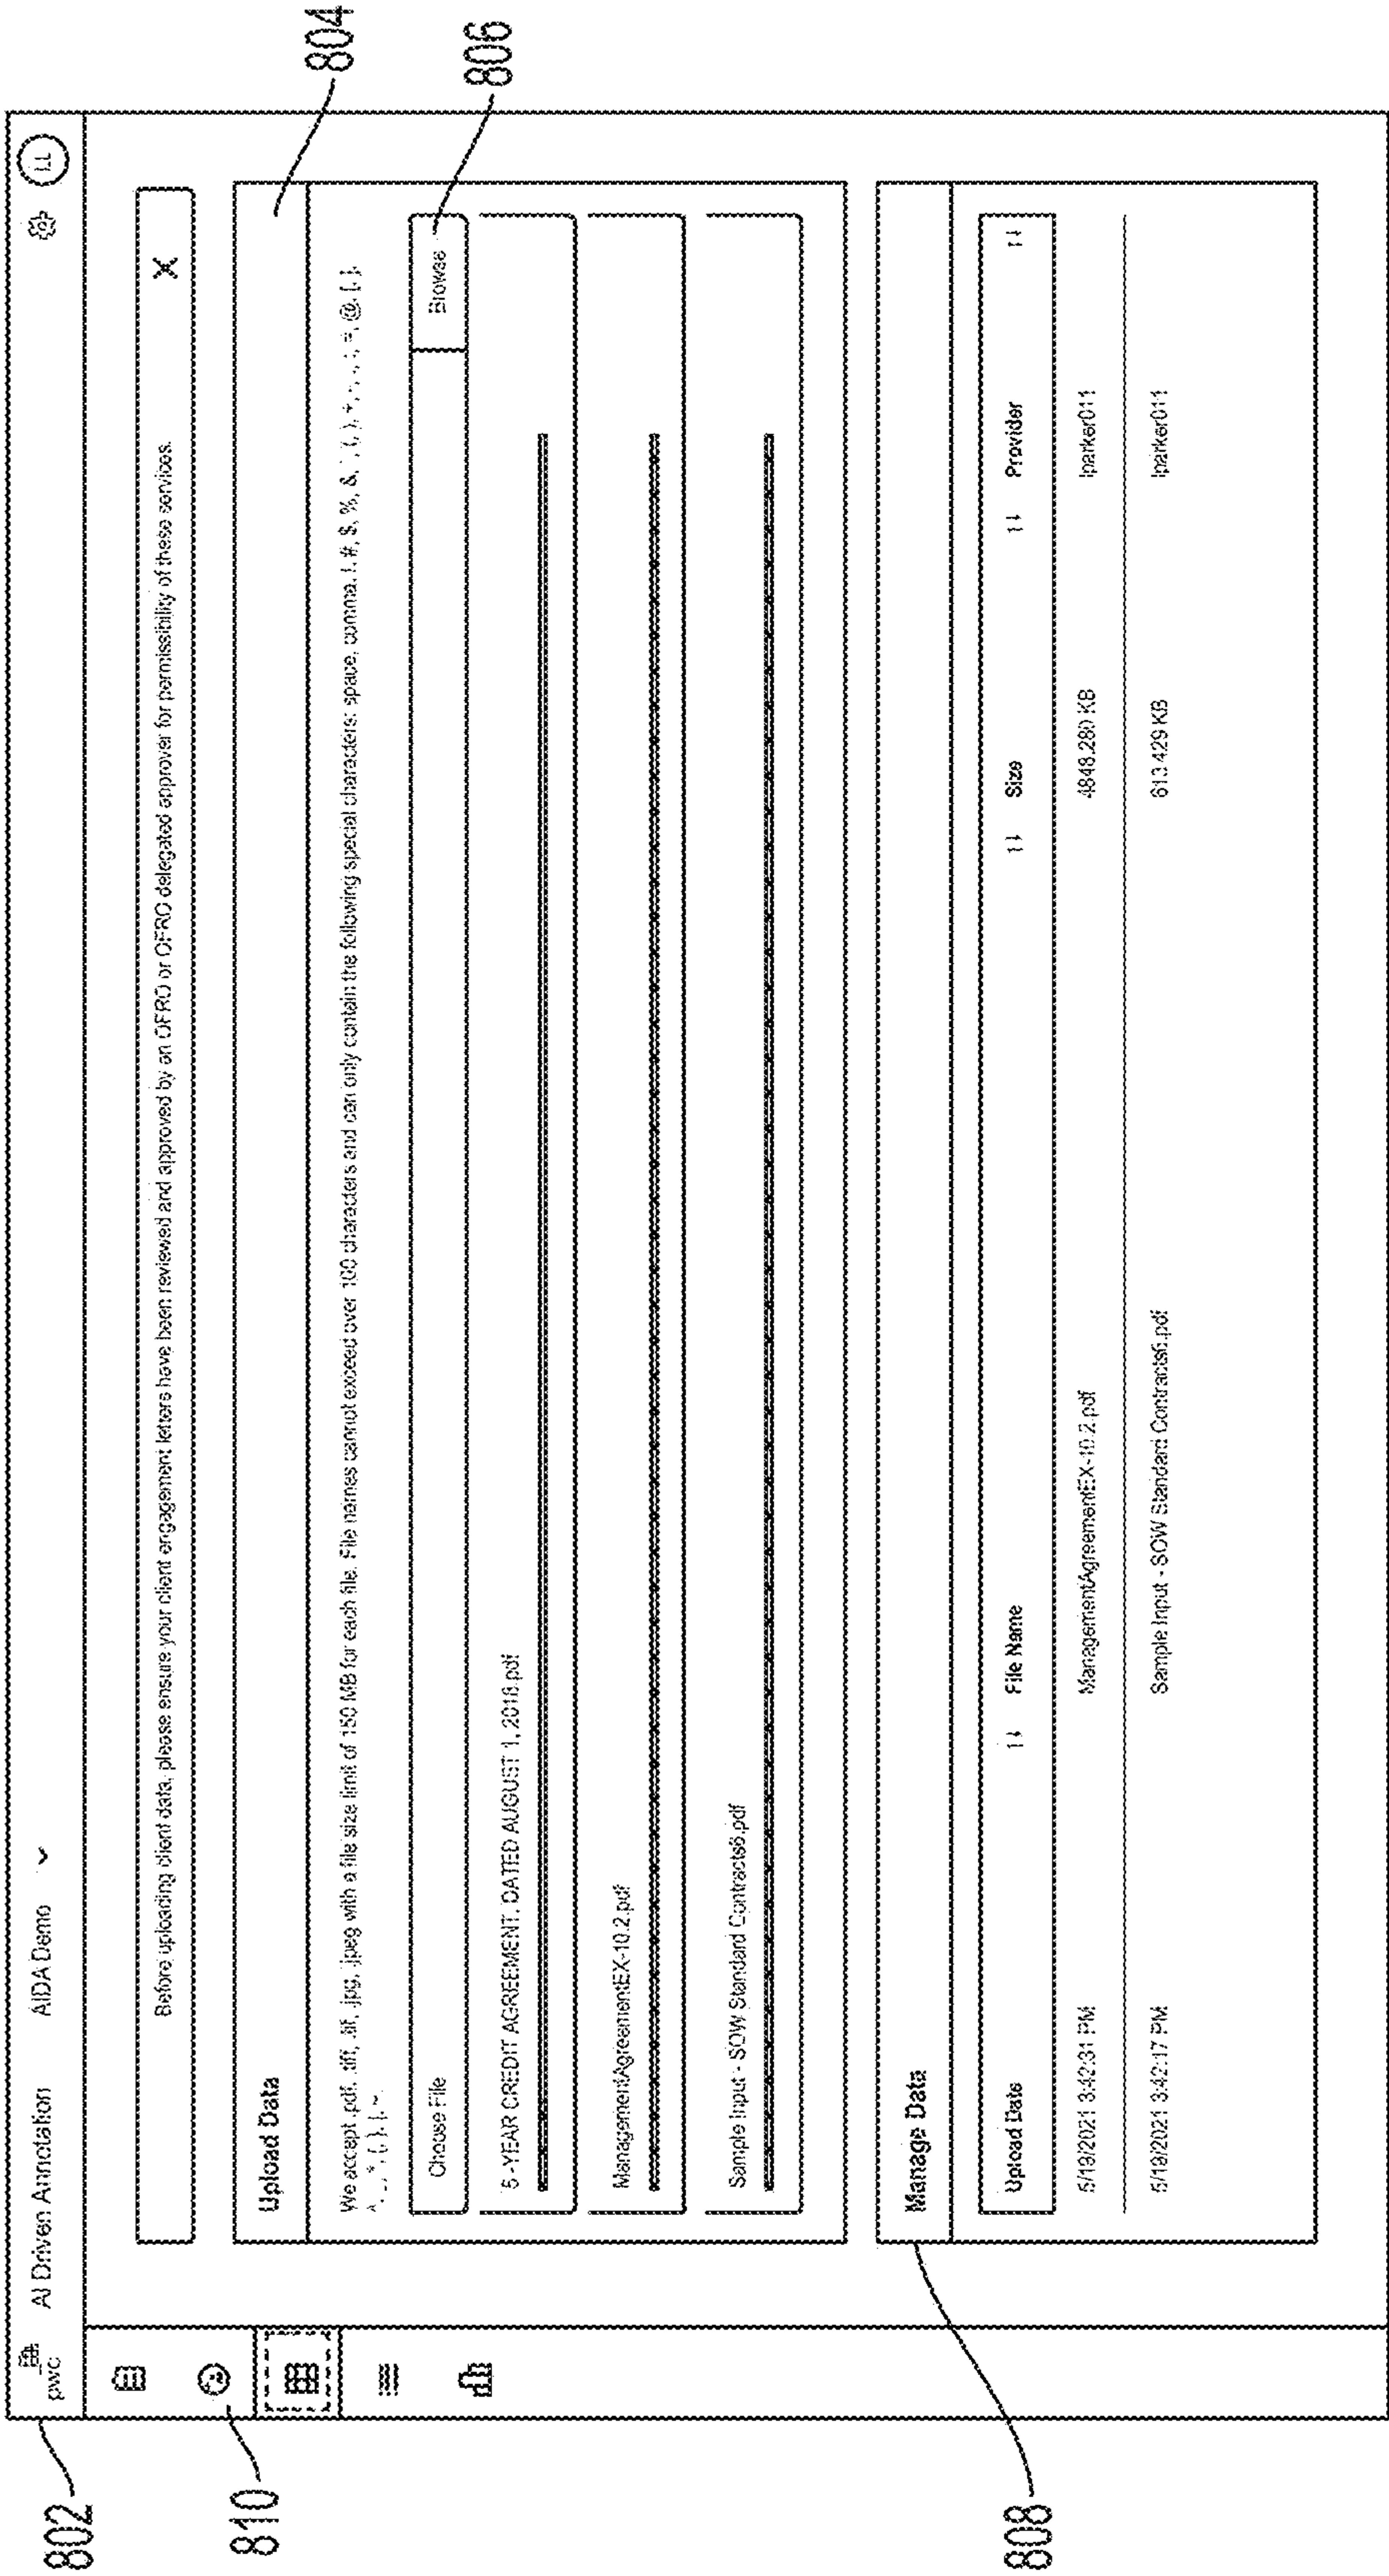 802
pwc
AI Driven Annotation
AIDA Demo
LL
Before uploading client data, please ensure your client engagement letters have been reviewed and approved by an OFRO or OFRO delegated approver for permissibility of these services.
X
804
Upload Data
We accept .pdf, .tiff, .tif, .jpg, .jpeg with a file size limit of 150 MB for each file. File names cannot exceed over 100 characters and can only contain the following special characters: space, comma, !, #, $, %, &,
Choose File
Browse
806
5 -YEAR CREDIT AGREEMENT, DATED AUGUST 1, 2016.pdf
ManagementAgreementEX-10.2.pdf
Sample Input - SOW Standard Contracts6.pdf
810
808
Manage Data
Upload Date ↑↓ File Name ↑↓ Size ↑↓ Provider ↑↓
5/19/2021 3:42:31 PM ManagementAgreementEX-10.2.pdf 4848.280 KB lparker011
5/19/2021 3:42:17 PM Sample Input - SOW Standard Contracts6.pdf 613.429 KB lparker011